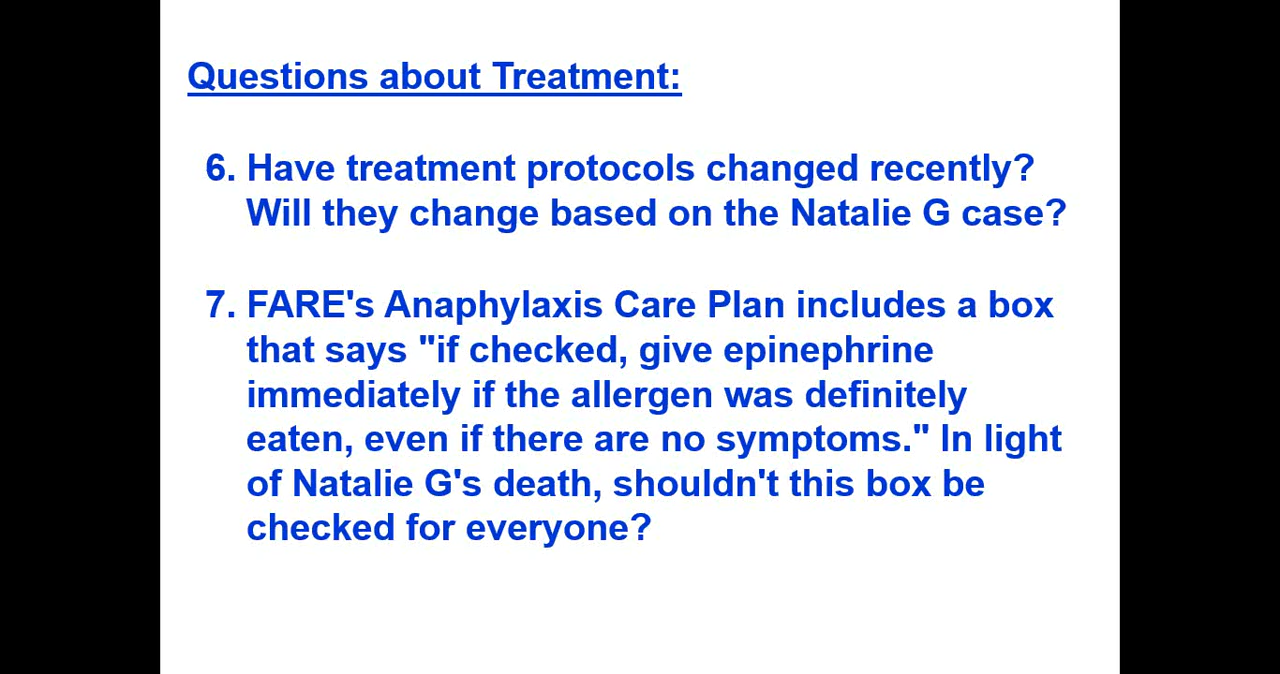 Questions about Treatment:
6. Have treatment protocols changed recently?
Will they change based on the Natalie G case?
7. FARE's Anaphylaxis Care Plan includes a box
that says "if checked, give epinephrine
immediately if the allergen was definitely
eaten, even if there are no symptoms." In light
of Natalie G's death, shouldn't this box be
checked for everyone?